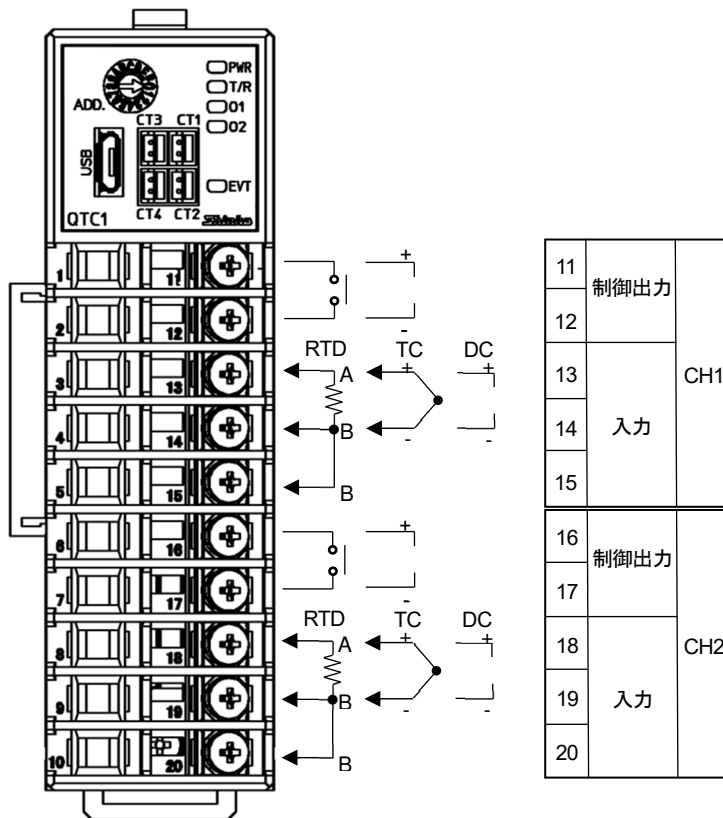 PWR
T/R
O1
O2
ADD.
CT3 CT1
USB
EVT
CT4 CT2
QTC1
Shinko
1 11
2 12
3 13
4 14
5 15
6 16
7 17
8 18
9 19
10 20
+
-
RTD TC DC
A + +
B - -
B
+
-
RTD TC DC
A + +
B - -
B
11 制御出力 CH1
12
13 入力
14
15
16 制御出力 CH2
17
18 入力
19
20